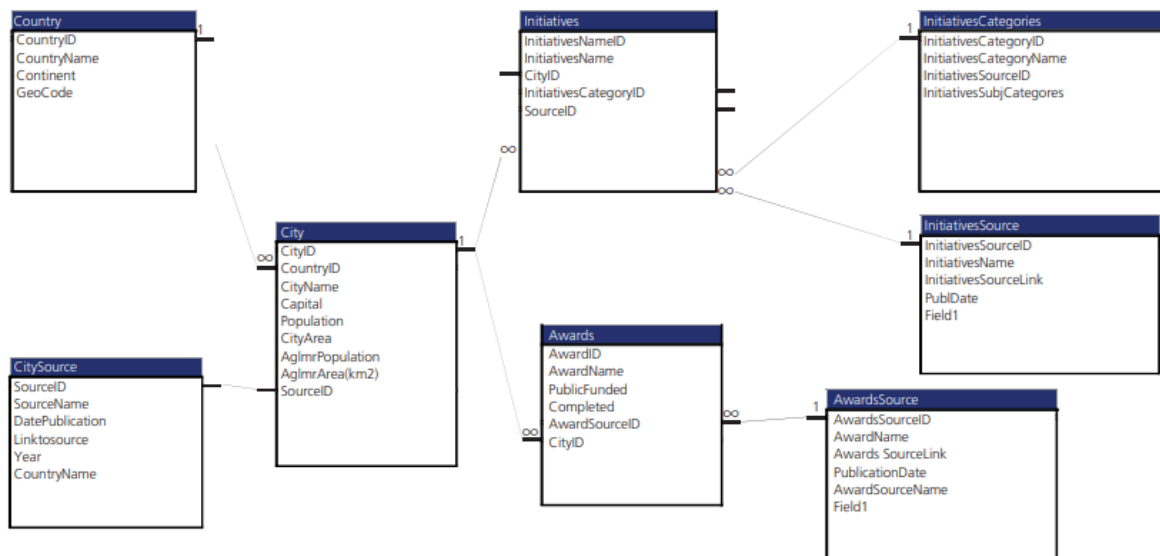 Country
CountryID
CountryName
Continent
GeoCode
1
Initiatives
InitiativesNameID
InitiativesName
CityID
InitiativesCategoryID
SourceID
∞
∞
∞
InitiativesCategories
1
InitiativesCategoryID
InitiativesCategoryName
InitiativesSourceID
InitiativesSubjCategores
InitiativesSource
1
InitiativesSourceID
InitiativesName
InitiativesSourceLink
PublDate
Field1
City
1
∞
CityID
CountryID
CityName
Capital
Population
CityArea
AglmrPopulation
AglmrArea(km2)
SourceID
CitySource
SourceID
SourceName
DatePublication
Linktosource
Year
CountryName
Awards
AwardID
AwardName
PublicFunded
Completed
AwardSourceID
CityID
∞
∞
AwardsSource
1
AwardsSourceID
AwardName
Awards SourceLink
PublicationDate
AwardSourceName
Field1